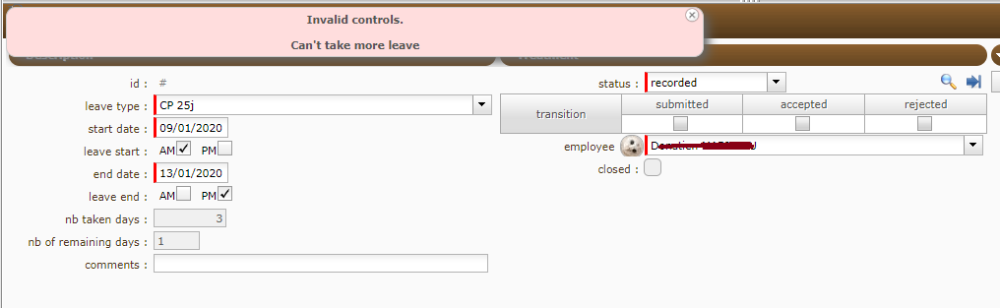 Invalid controls.
Can't take more leave
Description
Treatment
id : #
leave type : CP 25j
start date : 09/01/2020
leave start : AM PM
end date : 13/01/2020
leave end : AM PM
nb taken days : 3
nb of remaining days : 1
comments :
status : recorded
transition submitted accepted rejected
employee
closed :